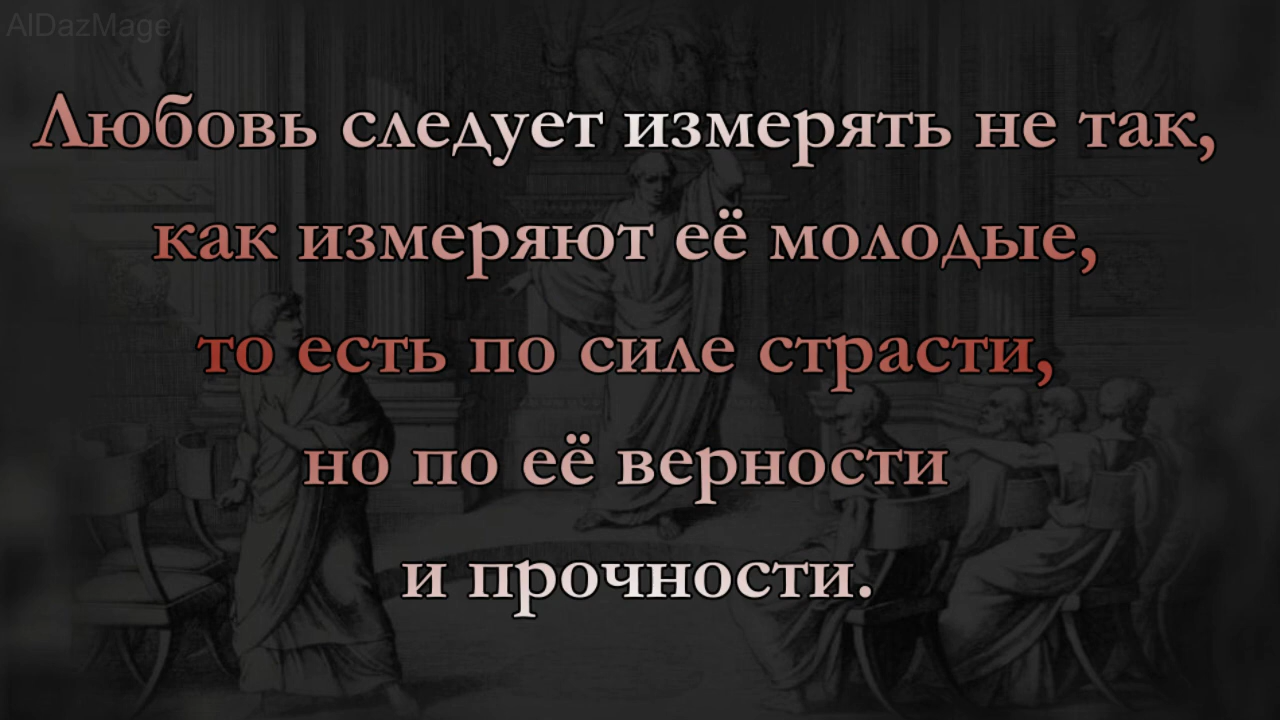 AlDazMage
Любовь следует измерять не так,
как измеряют её молодые,
то есть по силе страсти,
но по её верности
и прочности.